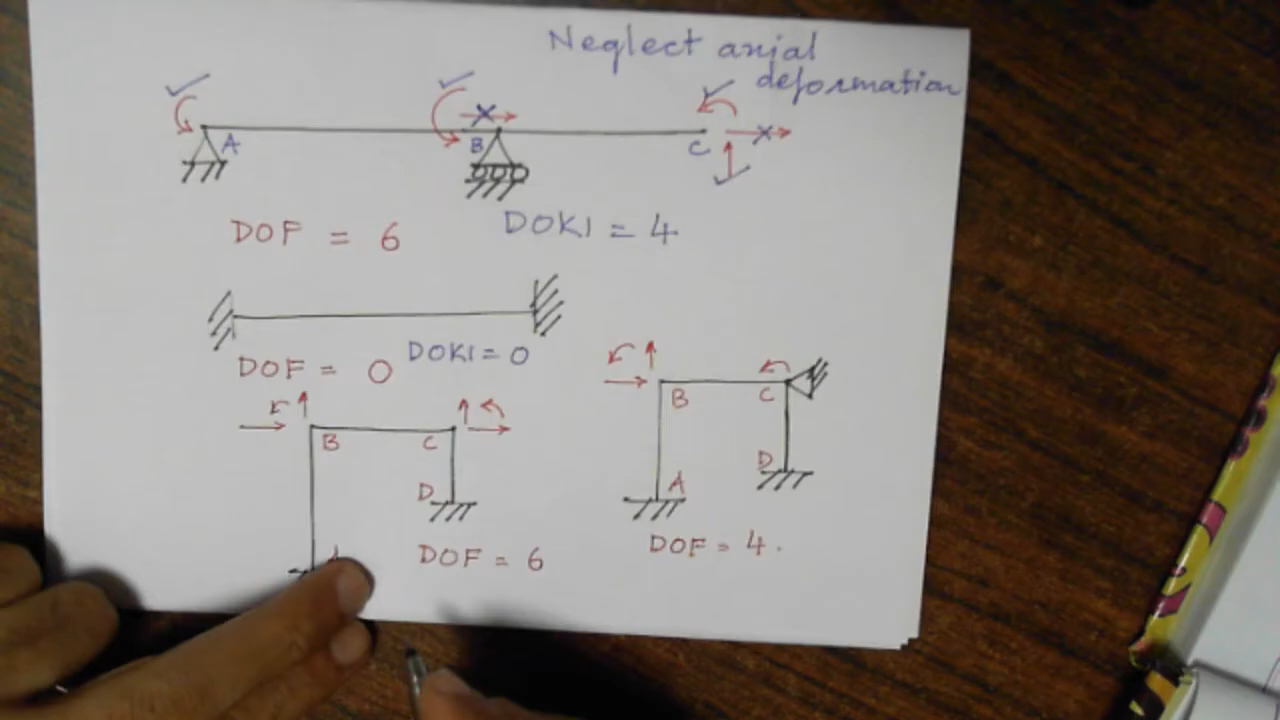 Neglect axial
deformation
A
B
C
DOF = 6
DOKI = 4
DOF = 0
DOKI = 0
B
C
D
DOF = 6
B
C
D
A
DOF = 4.